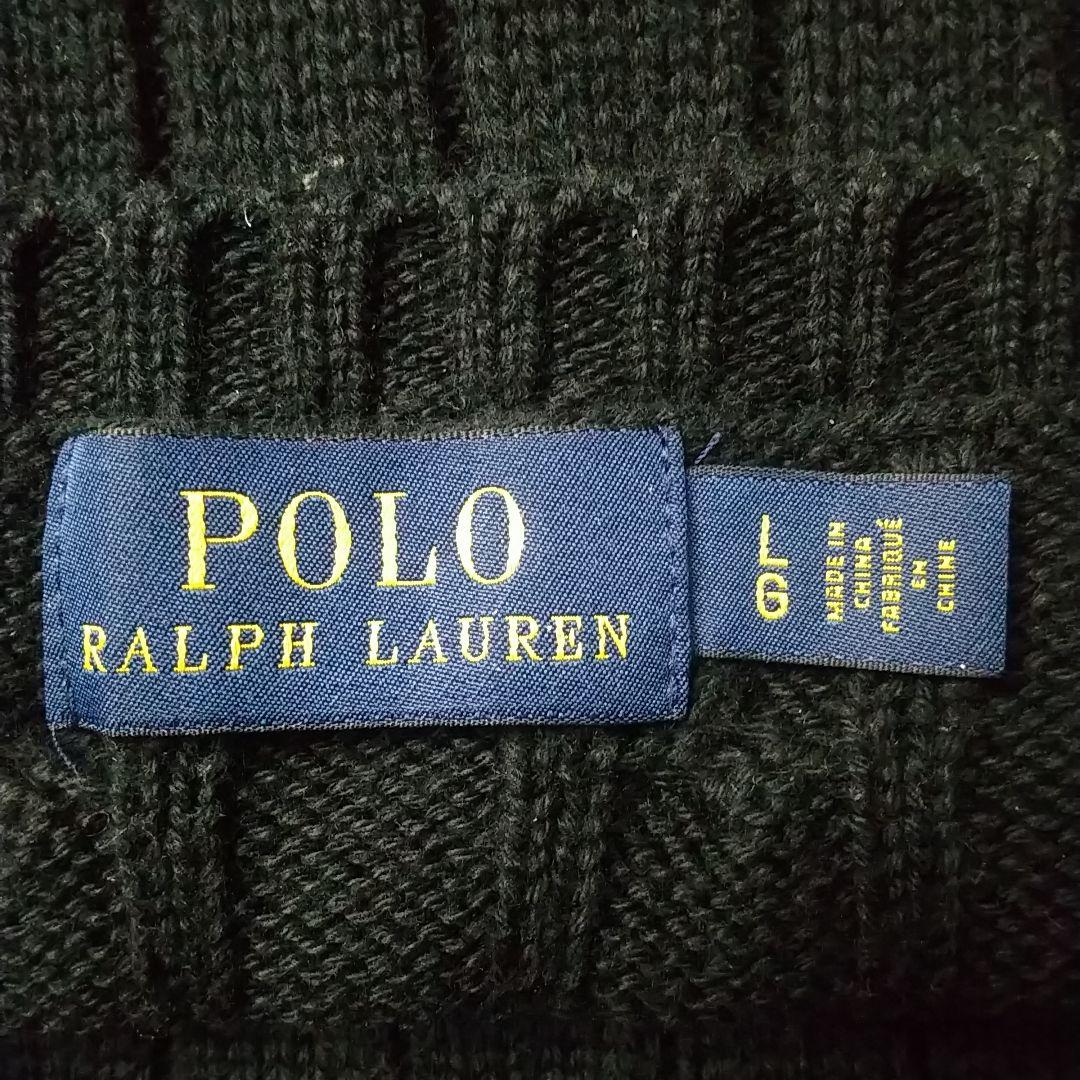 POLO
RALPH LAUREN
L
G
MADE IN
CHINA
FABRIQUÉ
EN
CHINE